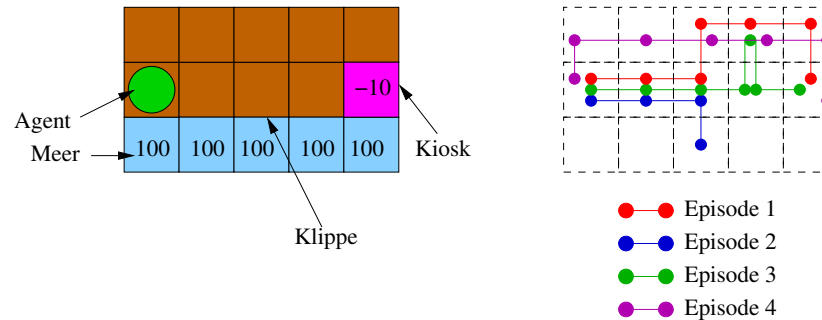 −10
Agent
Meer
100 100 100 100 100
Kiosk
Klippe
Episode 1
Episode 2
Episode 3
Episode 4